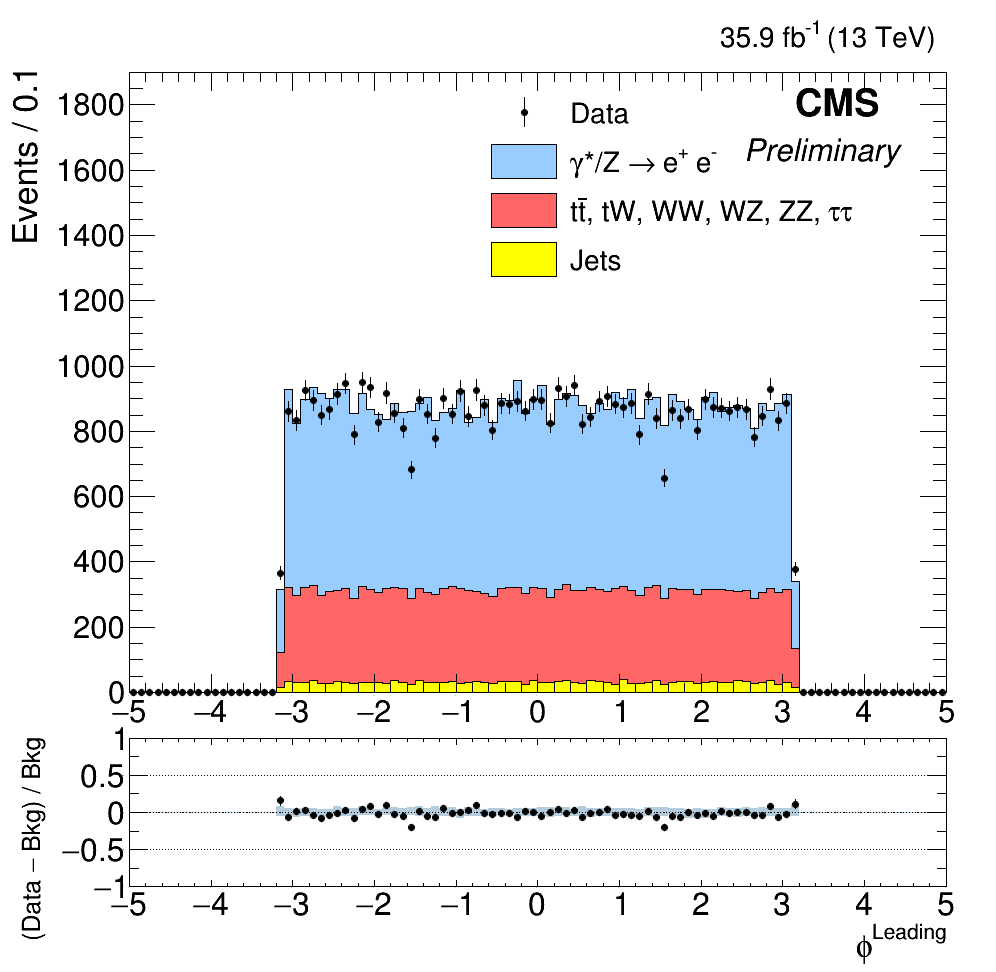 35.9 fb⁻¹ (13 TeV)
CMS
Preliminary
Events / 0.1
Data
γ*/Z → e⁺ e⁻
tt̄, tW, WW, WZ, ZZ, ττ
Jets
1800
1600
1400
1200
1000
800
600
400
200
0
−5 −4 −3 −2 −1 0 1 2 3 4 5
(Data − Bkg) / Bkg
1
0.5
0
−0.5
−1
−5 −4 −3 −2 −1 0 1 2 3 4 5
ϕ^Leading